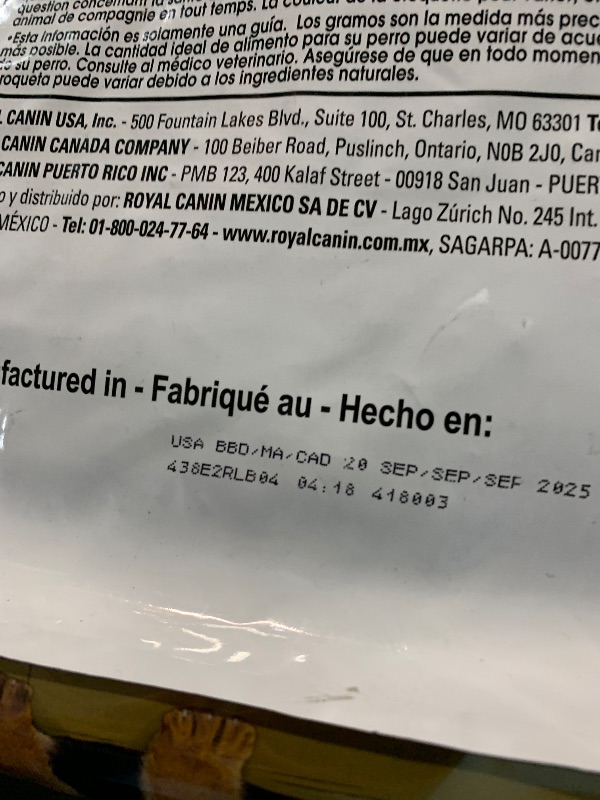 question concernant la
animal de compagnie en tout temps. La couleur de
*Esta Información es solamente una guía. Los gramos son la medida más prec
más posible. La cantidad ideal de alimento para su perro puede variar de acue
de su perro. Consulte al médico veterinario. Asegúrese de que en todo momen
roqueta puede variar debido a los ingredientes naturales.
L CANIN USA, Inc. - 500 Fountain Lakes Blvd., Suite 100, St. Charles, MO 63301 Te
CANIN CANADA COMPANY - 100 Beiber Road, Puslinch, Ontario, N0B 2J0, Can
CANIN PUERTO RICO INC - PMB 123, 400 Kalaf Street - 00918 San Juan - PUER
o y distribuido por: ROYAL CANIN MEXICO SA DE CV - Lago Zúrich No. 245 Int.
MÉXICO - Tel: 01-800-024-77-64 - www.royalcanin.com.mx, SAGARPA: A-0077
factured in - Fabriqué au - Hecho en:
USA BBD/MA/CAD 20 SEP/SEP/SEP 2025
438E2RLB04 04:18 418003